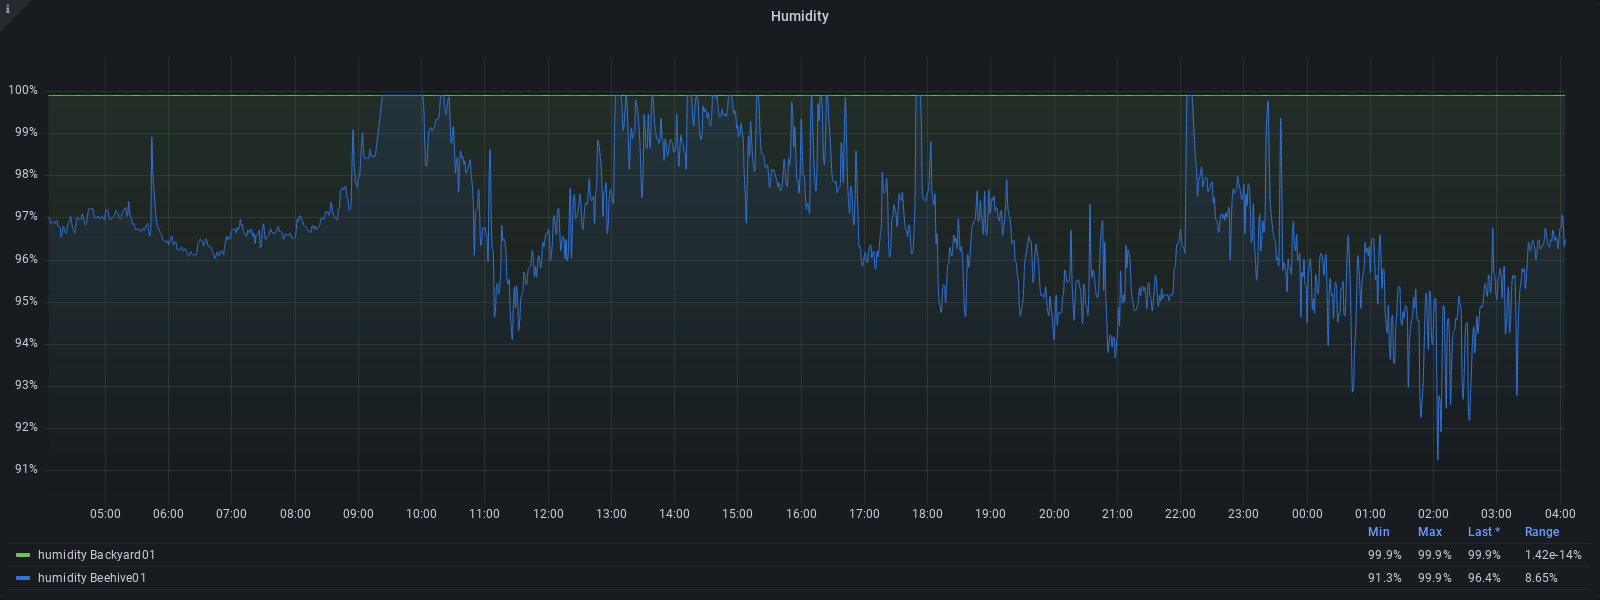 i
Humidity
100%
99%
98%
97%
96%
95%
94%
93%
92%
91%
05:00 06:00 07:00 08:00 09:00 10:00 11:00 12:00 13:00 14:00 15:00 16:00 17:00 18:00 19:00 20:00 21:00 22:00 23:00 00:00 01:00 02:00 03:00 04:00
Min Max Last * Range
humidity Backyard01 99.9% 99.9% 99.9% 1.42e-14%
humidity Beehive01 91.3% 99.9% 96.4% 8.65%